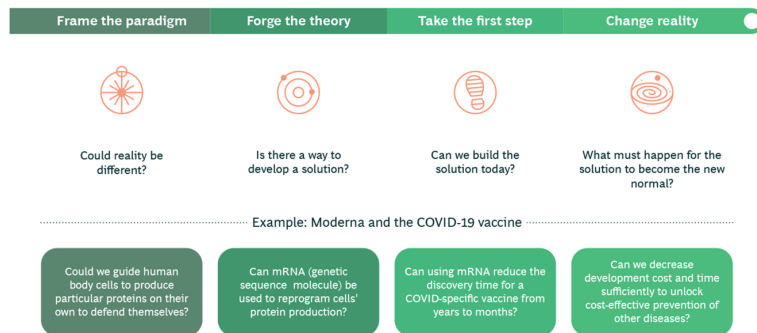 Frame the paradigm
Forge the theory
Take the first step
Change reality
Could reality be
different?
Is there a way to
develop a solution?
Can we build the
solution today?
What must happen for the
solution to become the new
normal?
Example: Moderna and the COVID-19 vaccine
Could we guide human
body cells to produce
particular proteins on their
own to defend themselves?
Can mRNA (genetic
sequence molecule) be
used to reprogram cells'
protein production?
Can using mRNA reduce the
discovery time for a
COVID-specific vaccine from
years to months?
Can we decrease
development cost and time
sufficiently to unlock
cost-effective prevention of
other diseases?